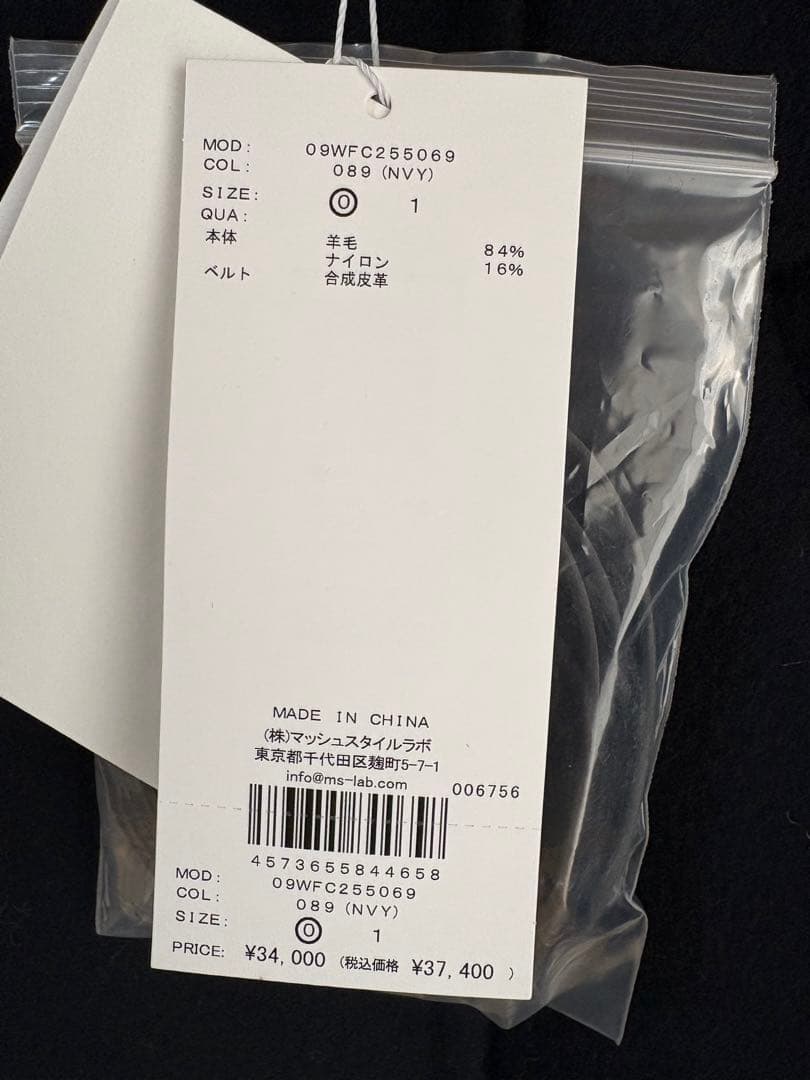 MOD: 09WFC255069
COL: 089 (NVY)
SIZE: 0 1
QUA:
本体 羊毛 84%
ナイロン 16%
ベルト 合成皮革
MADE IN CHINA
(株)マッシュスタイルラボ
東京都千代田区麹町5-7-1
info@ms-lab.com 006756
4573655844658
MOD: 09WFC255069
COL: 089 (NVY)
SIZE: 0 1
PRICE: ¥34,000 (税込価格 ¥37,400 )